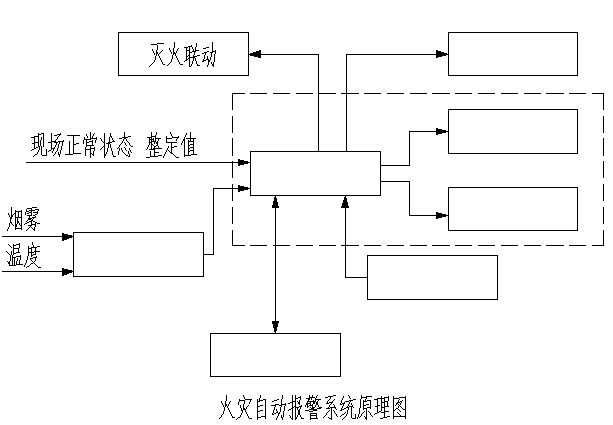 灭火联动
现场正常状态 整定值
烟雾
温度
火灾自动报警系统原理图